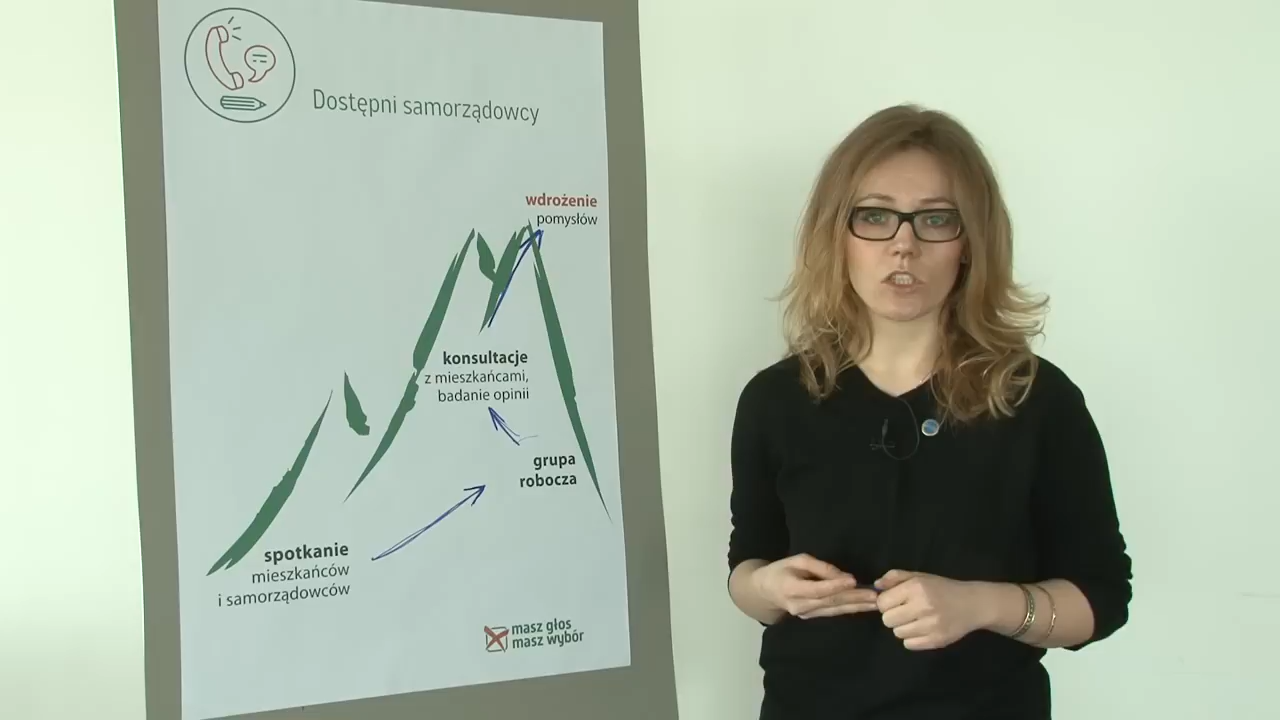 Dostępni samorządowcy
wdrożenie
pomysłów
konsultacje
z mieszkańcami,
badanie opinii
grupa
robocza
spotkanie
mieszkańców
i samorządowców
masz głos
masz wybór